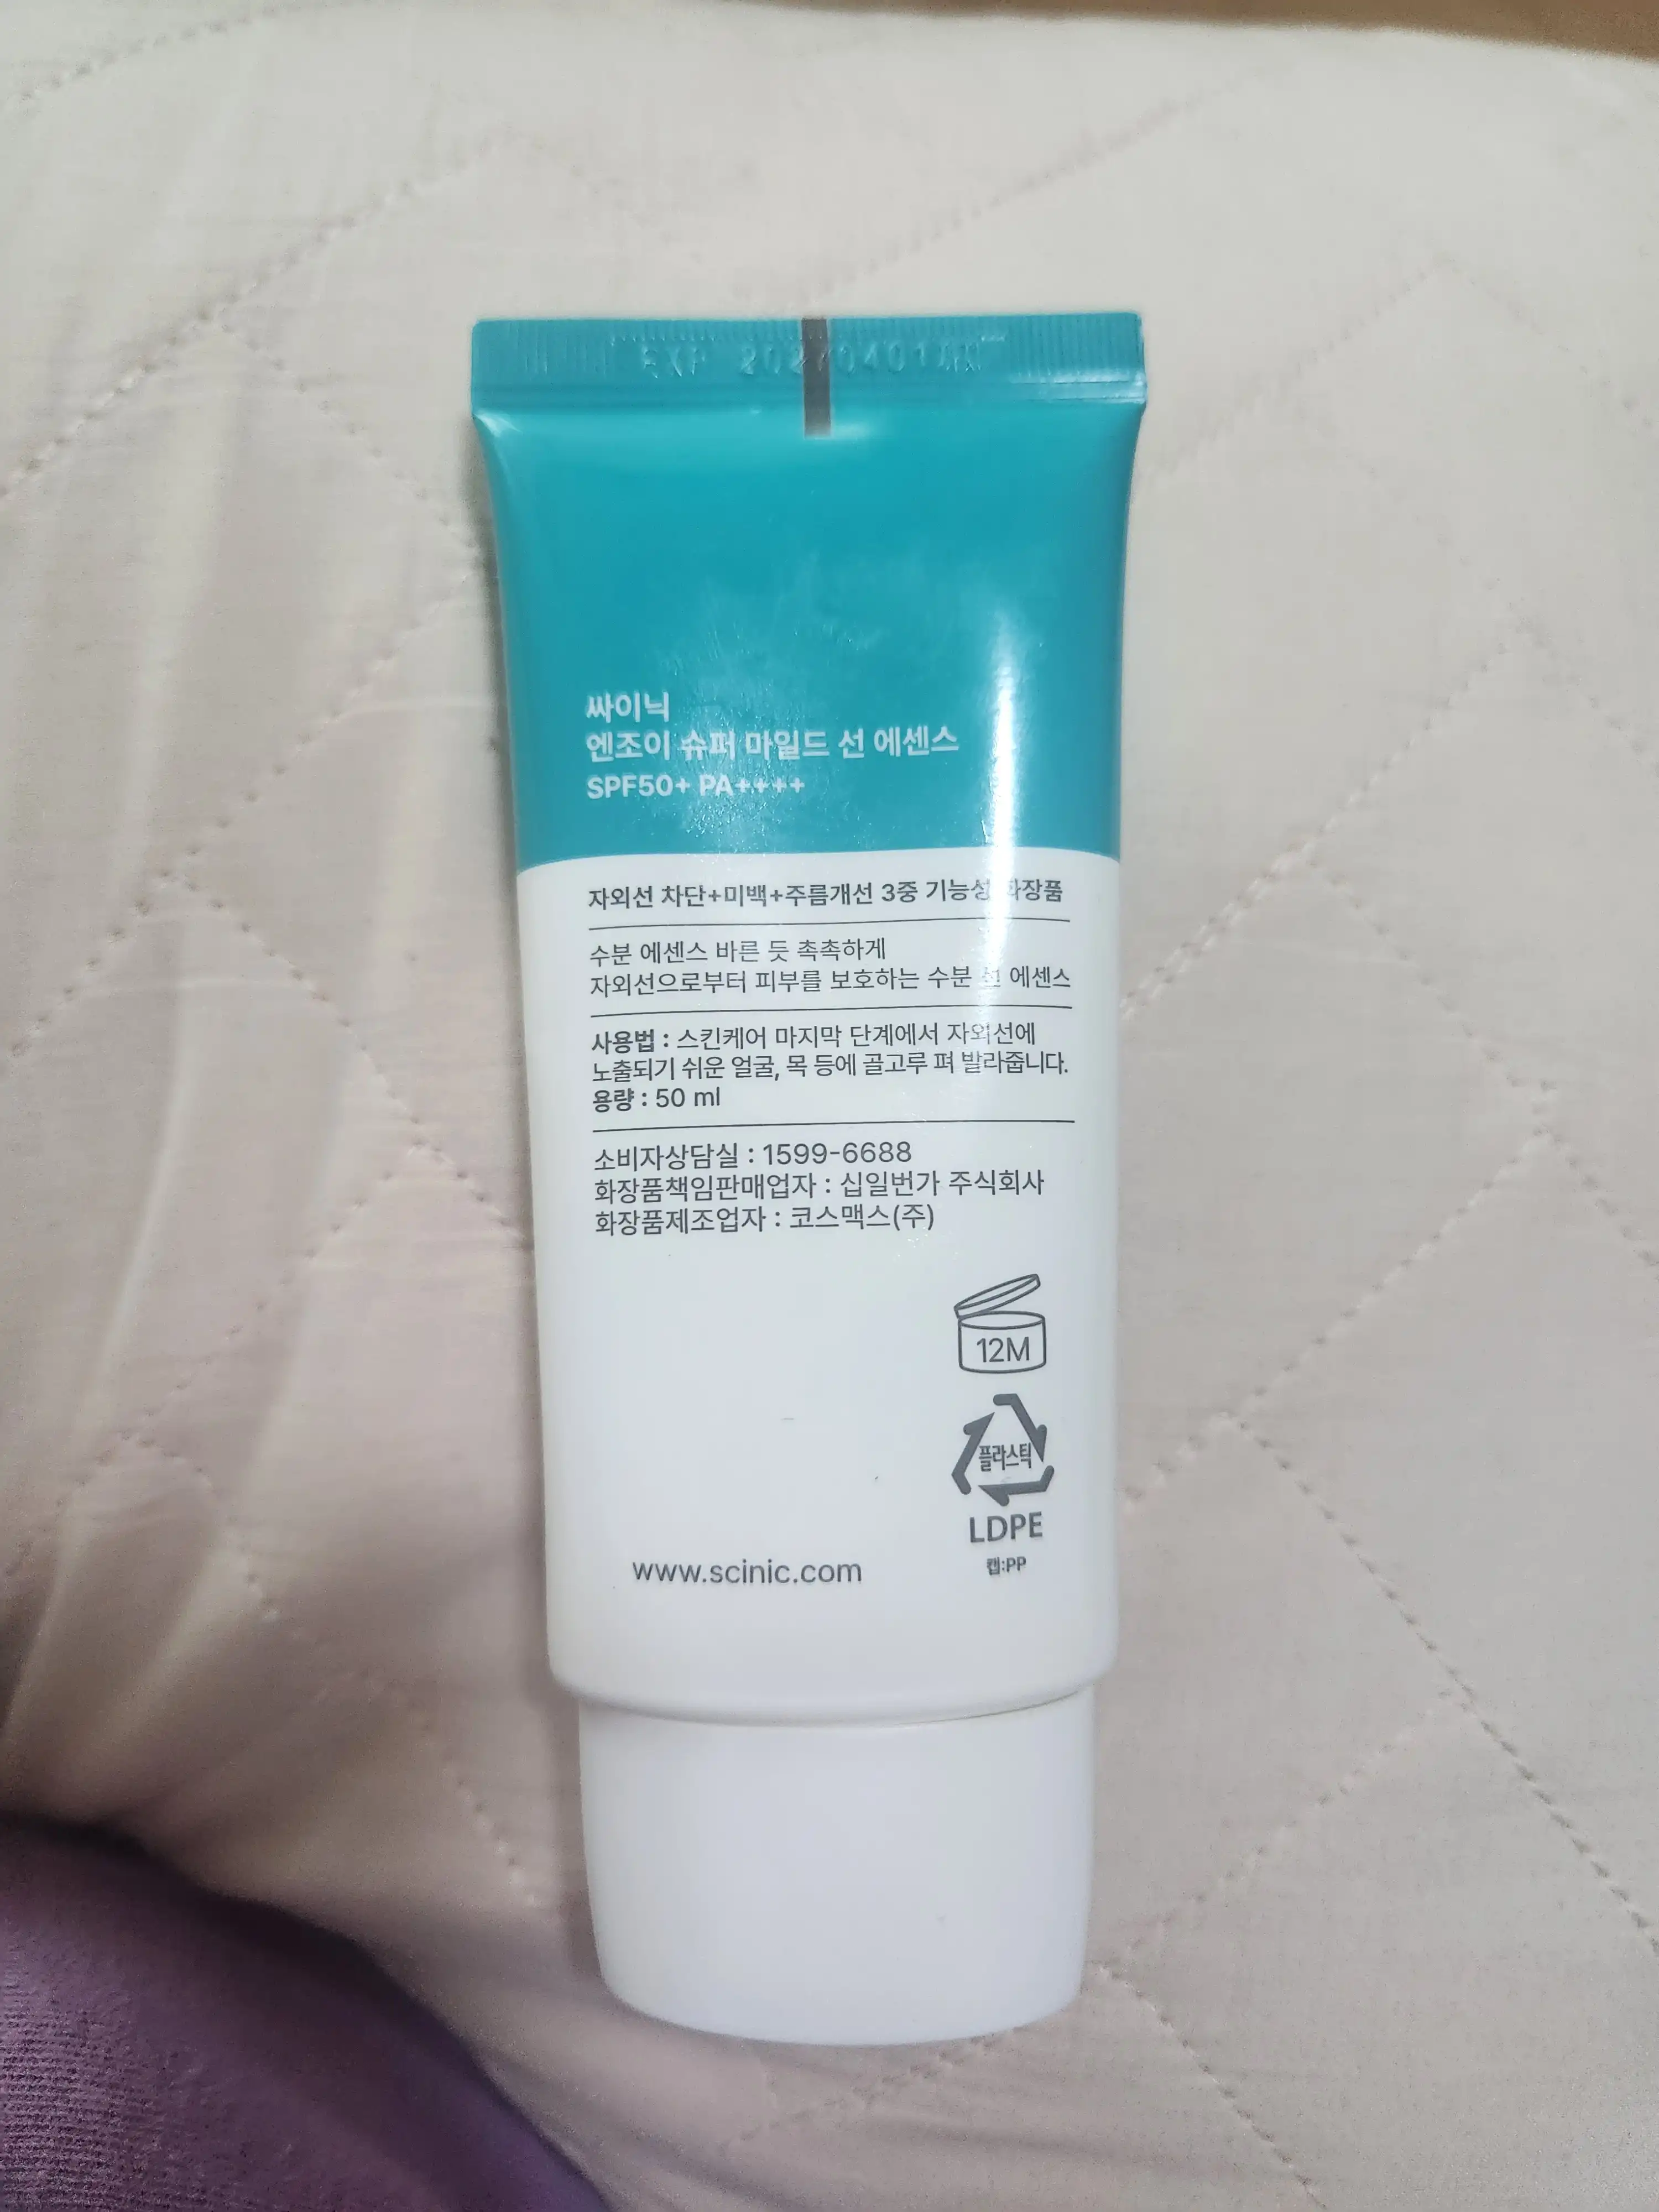 EXP
싸이닉
엔조이 슈퍼 마일드 선 에센스
SPF50+ PA++++
자외선 차단+미백+주름개선 3중 기능성 화장품
수분 에센스 바른 듯 촉촉하게
자외선으로부터 피부를 보호하는 수분 선 에센스
사용법 : 스킨케어 마지막 단계에서 자외선에
노출되기 쉬운 얼굴, 목 등에 골고루 펴 발라줍니다.
용량 : 50 ml
소비자상담실 : 1599-6688
화장품책임판매업자 : 십일번가 주식회사
화장품제조업자 : 코스맥스(주)
12M
플라스틱
LDPE
캡:PP
www.scinic.com